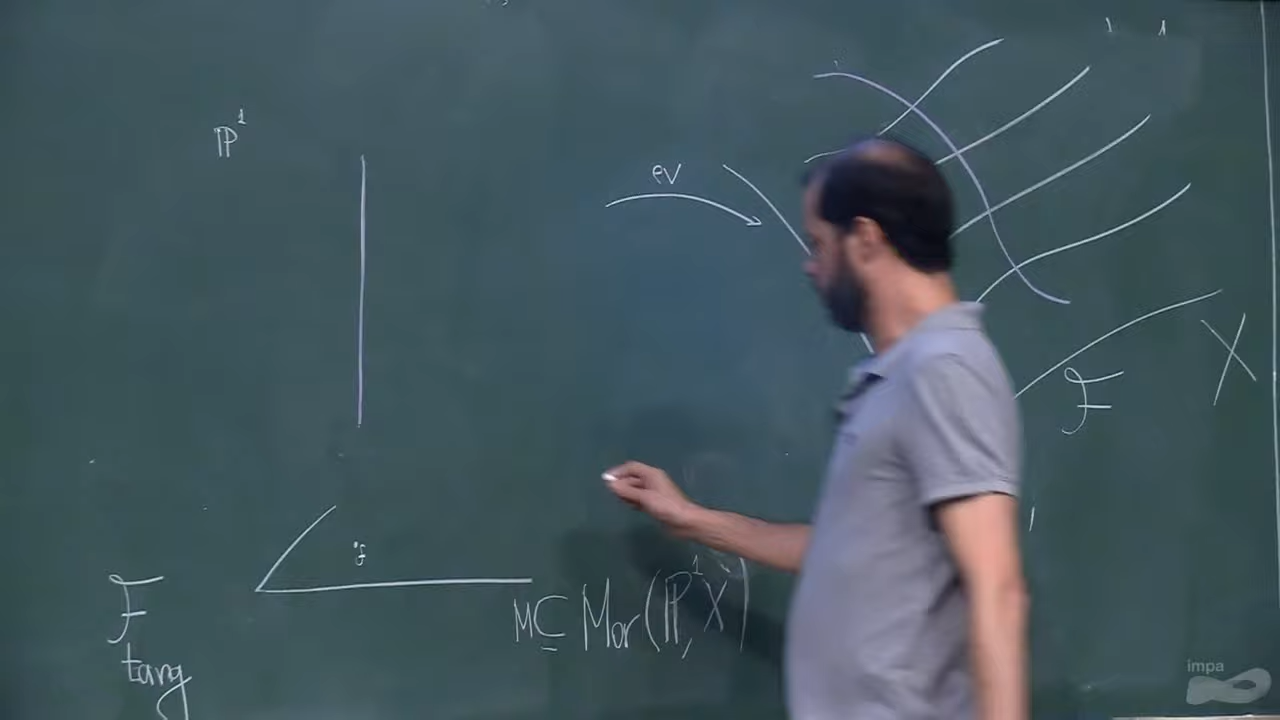 ℙ¹
ev
X
ℱ
f
M ⊆ Mor(ℙ¹, X)
ℱ
tang
impa